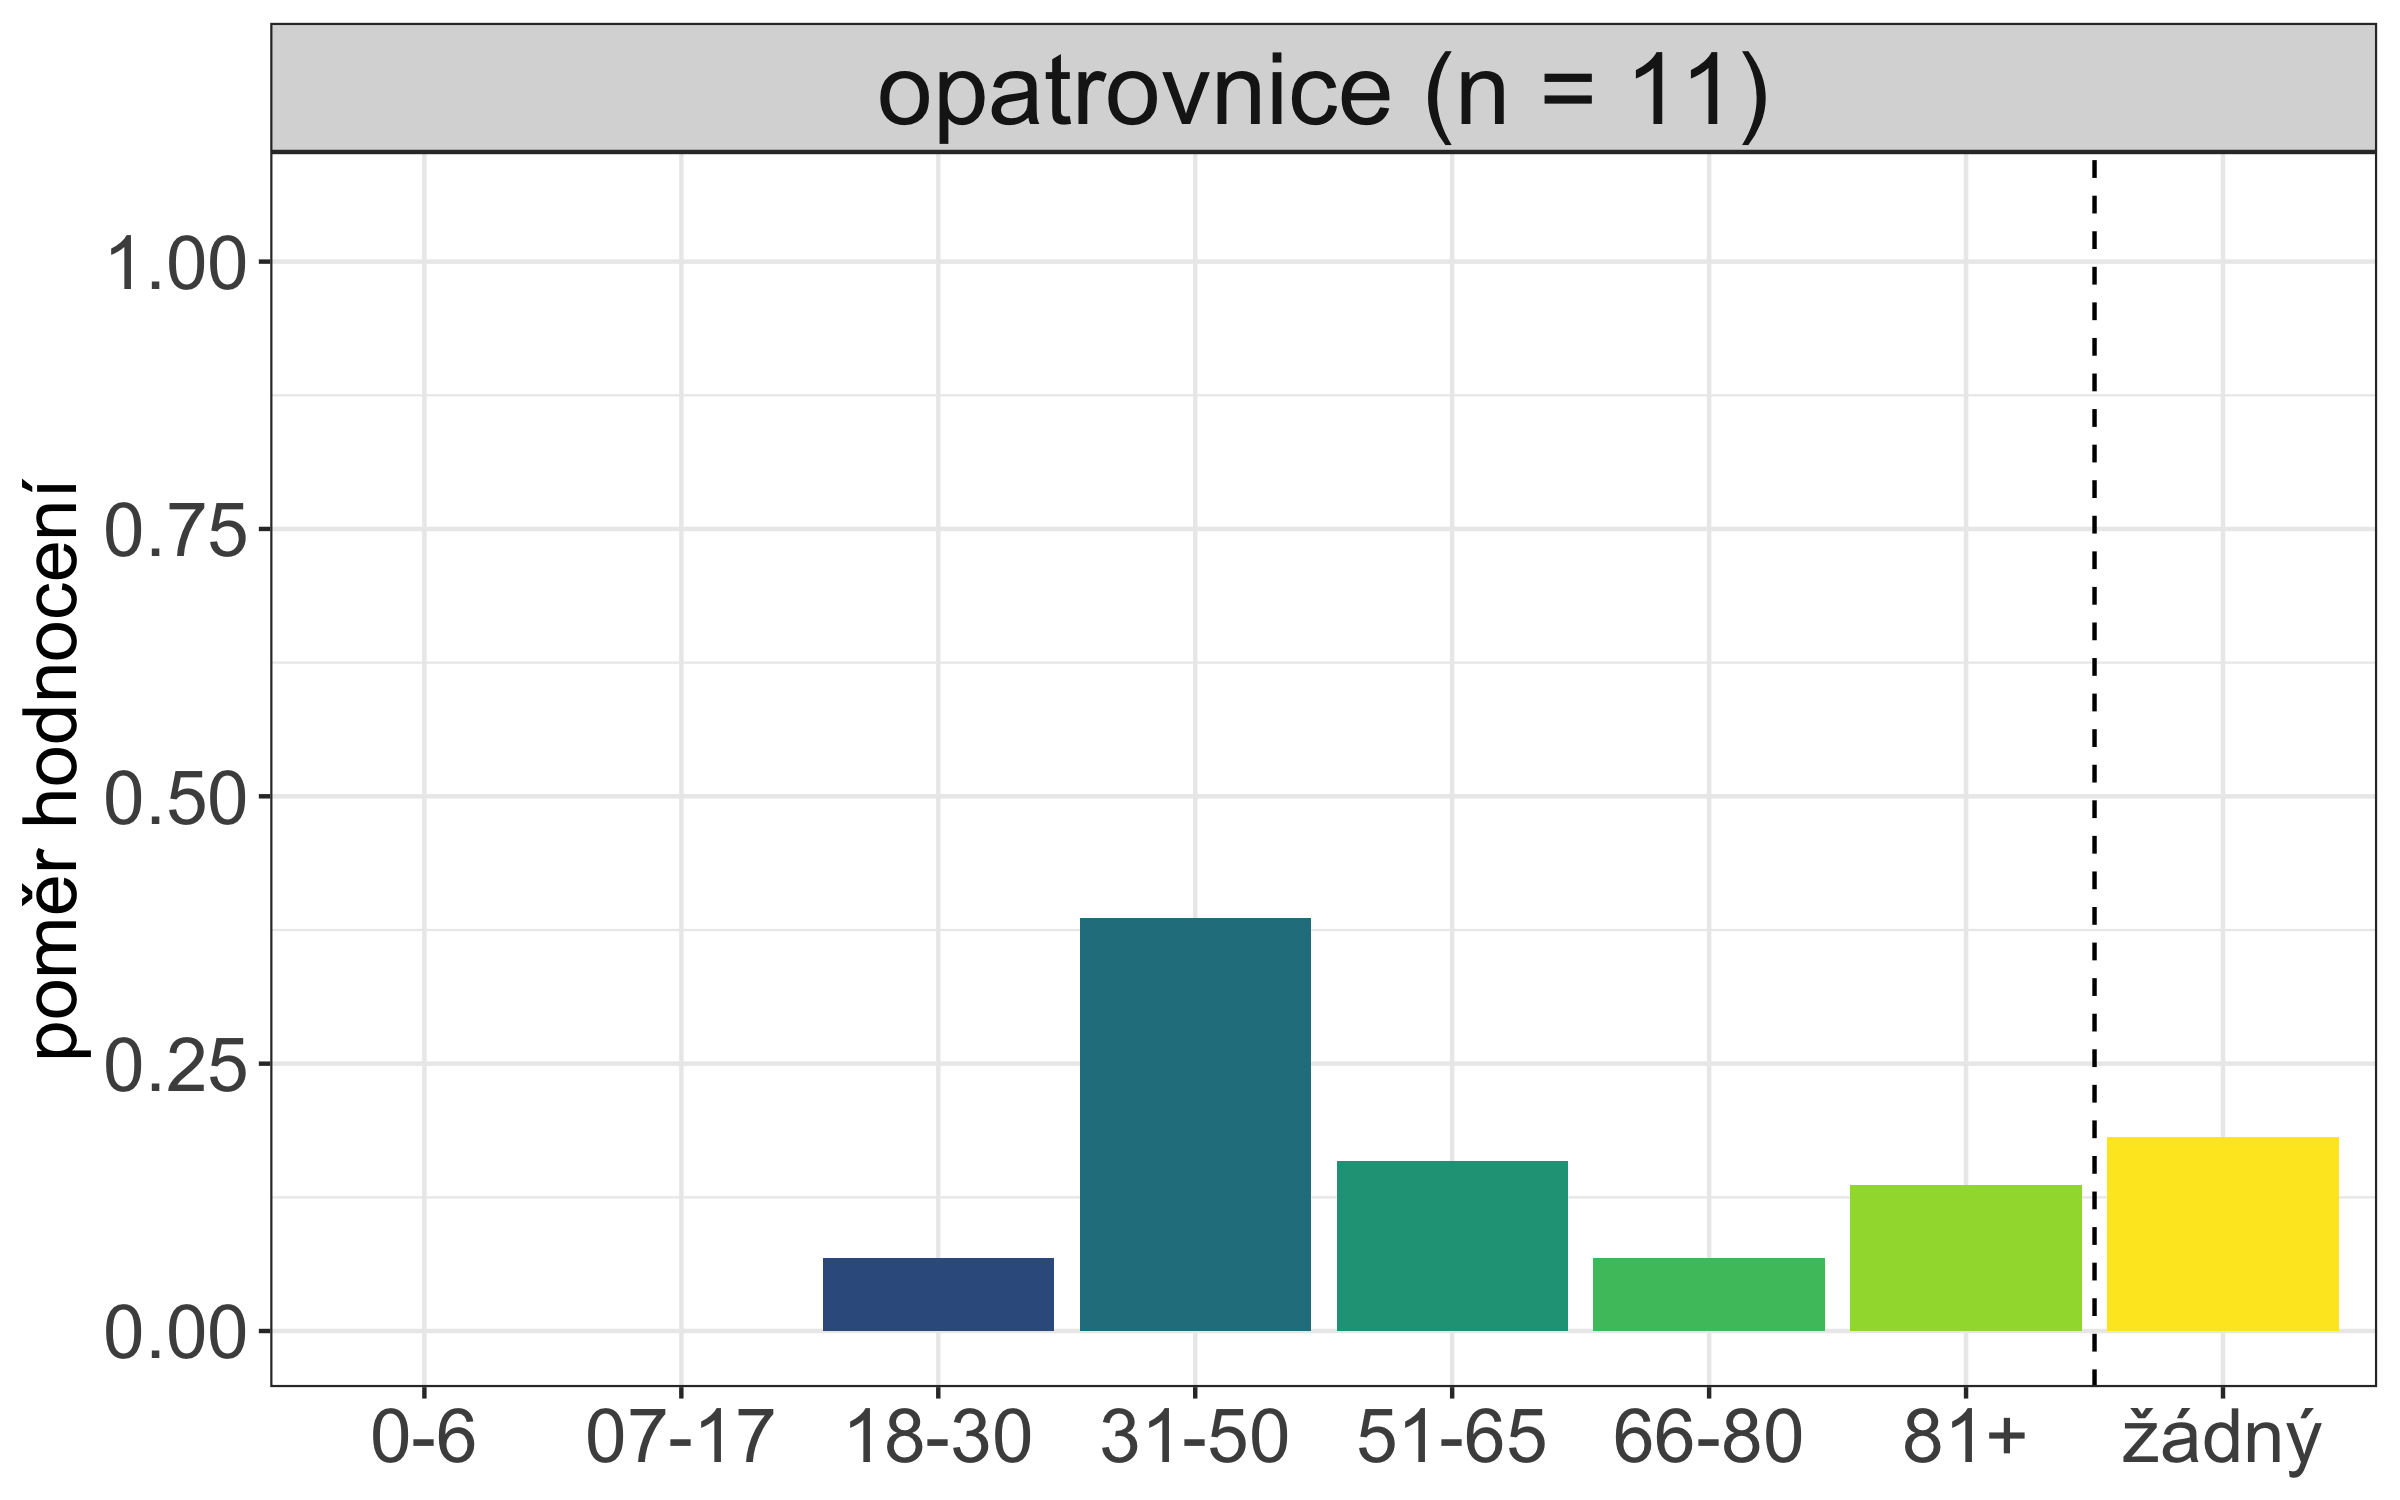 opatrovnice (n = 11)
poměr hodnocení
1.00
0.75
0.50
0.25
0.00
0-6 07-17 18-30 31-50 51-65 66-80 81+ žádný